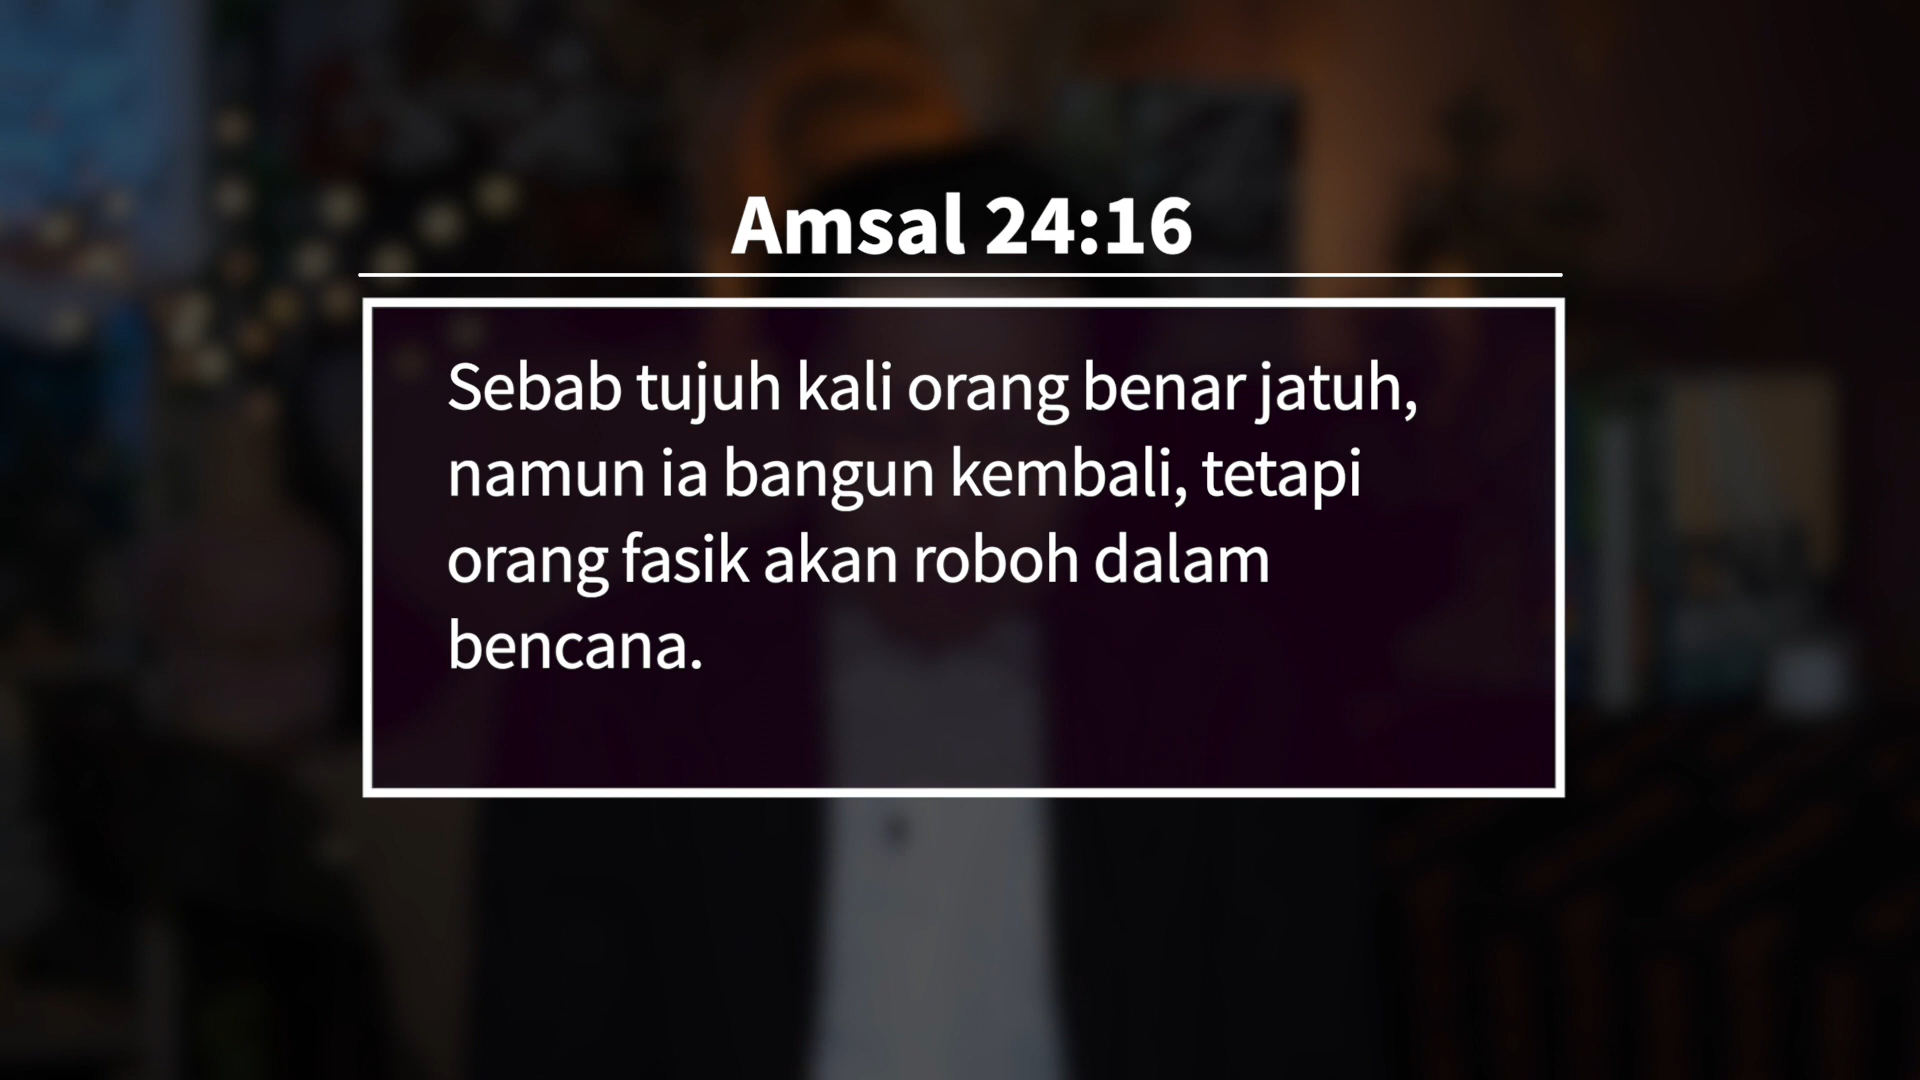 Amsal 24:16
Sebab tujuh kali orang benar jatuh,
namun ia bangun kembali, tetapi
orang fasik akan roboh dalam
bencana.